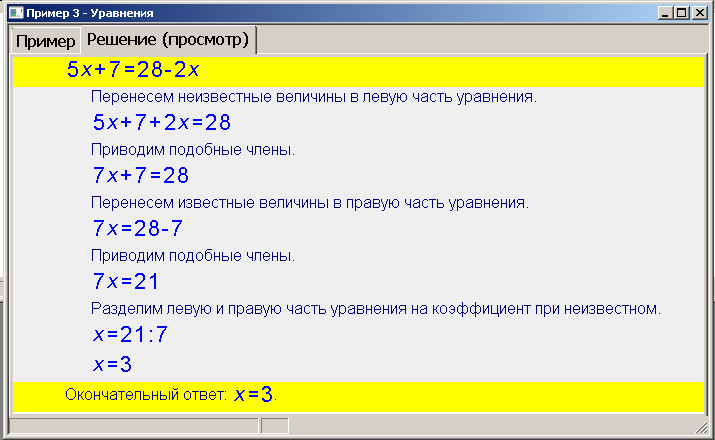 Пример 3 - Уравнения
Пример Решение (просмотр)
5x+7=28-2x
Перенесем неизвестные величины в левую часть уравнения.
5x+7+2x=28
Приводим подобные члены.
7x+7=28
Перенесем известные величины в правую часть уравнения.
7x=28-7
Приводим подобные члены.
7x=21
Разделим левую и правую часть уравнения на коэффициент при неизвестном.
x=21:7
x=3
Окончательный ответ: x=3.